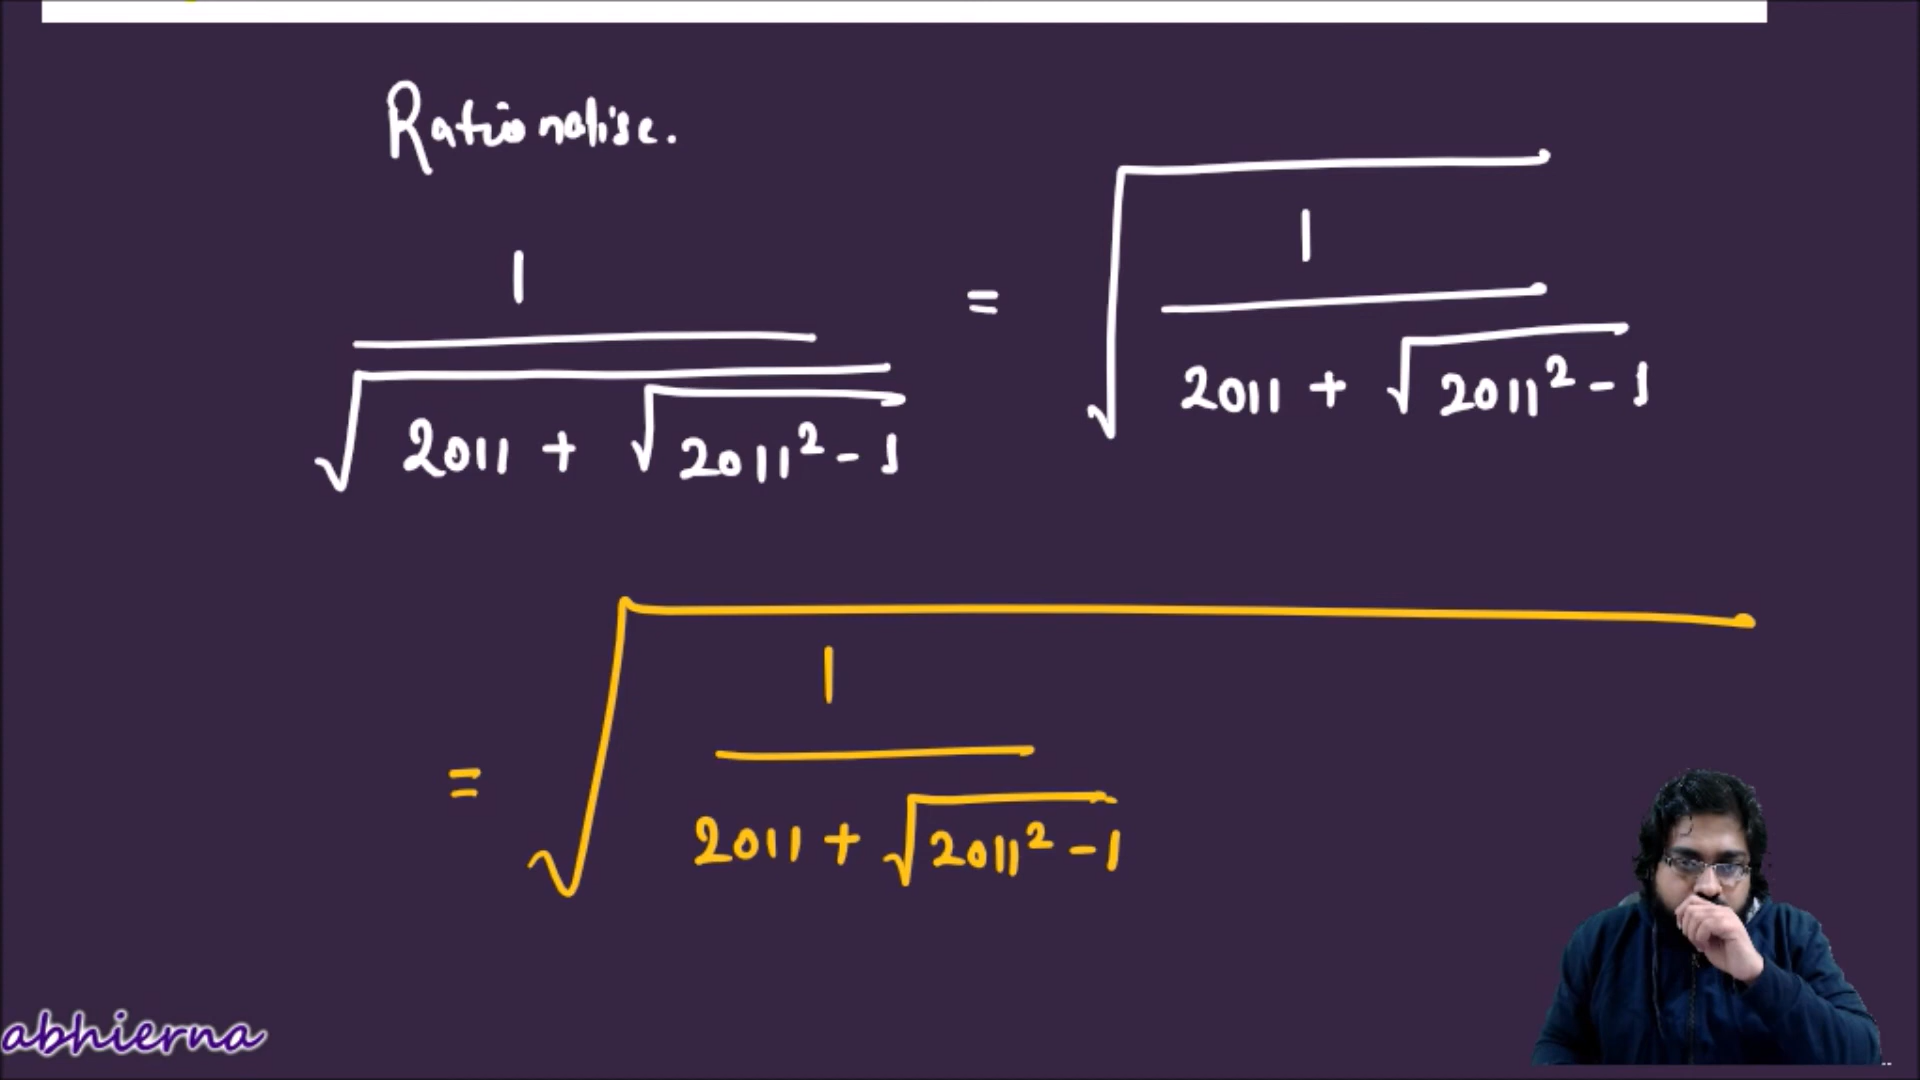 Rationalise.
1 / √(2011 + √(2011² - 1)) = √(1 / (2011 + √(2011² - 1)))
= √(1 / (2011 + √(2011² - 1)))
abhierna